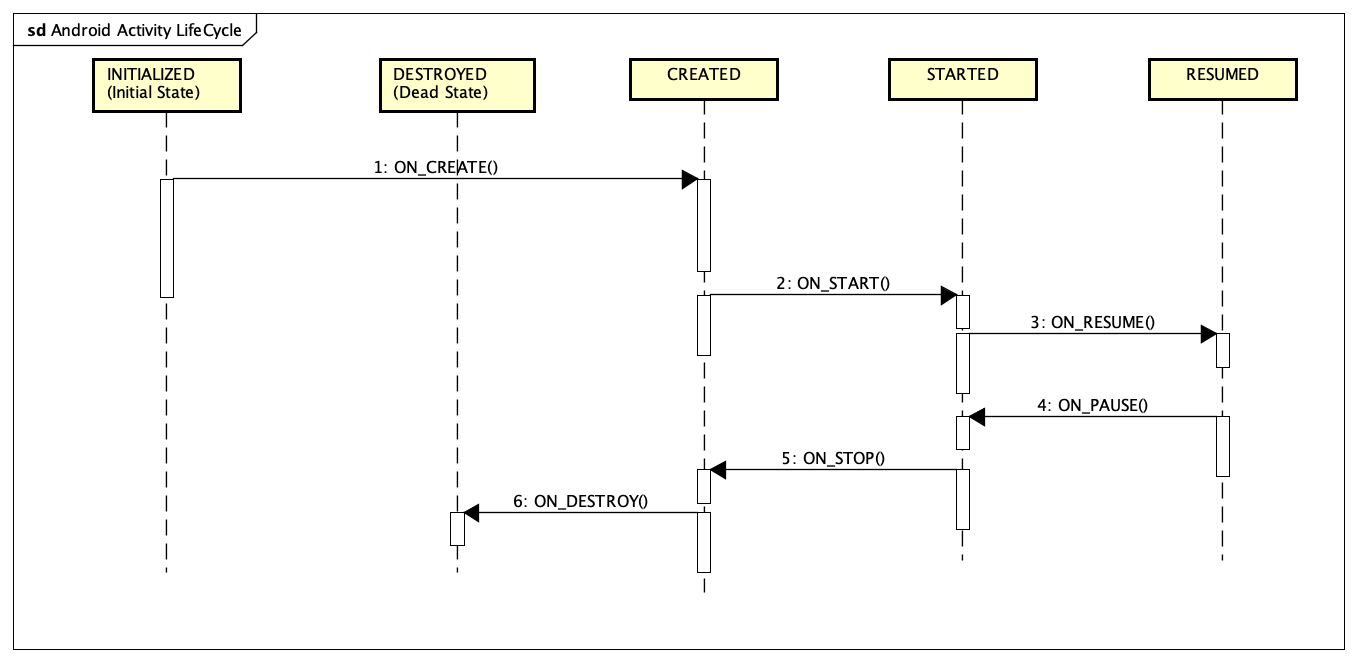 sd Android Activity LifeCycle
INITIALIZED
(Initial State)
DESTROYED
(Dead State)
CREATED
STARTED
RESUMED
1: ON_CREATE()
2: ON_START()
3: ON_RESUME()
4: ON_PAUSE()
5: ON_STOP()
6: ON_DESTROY()